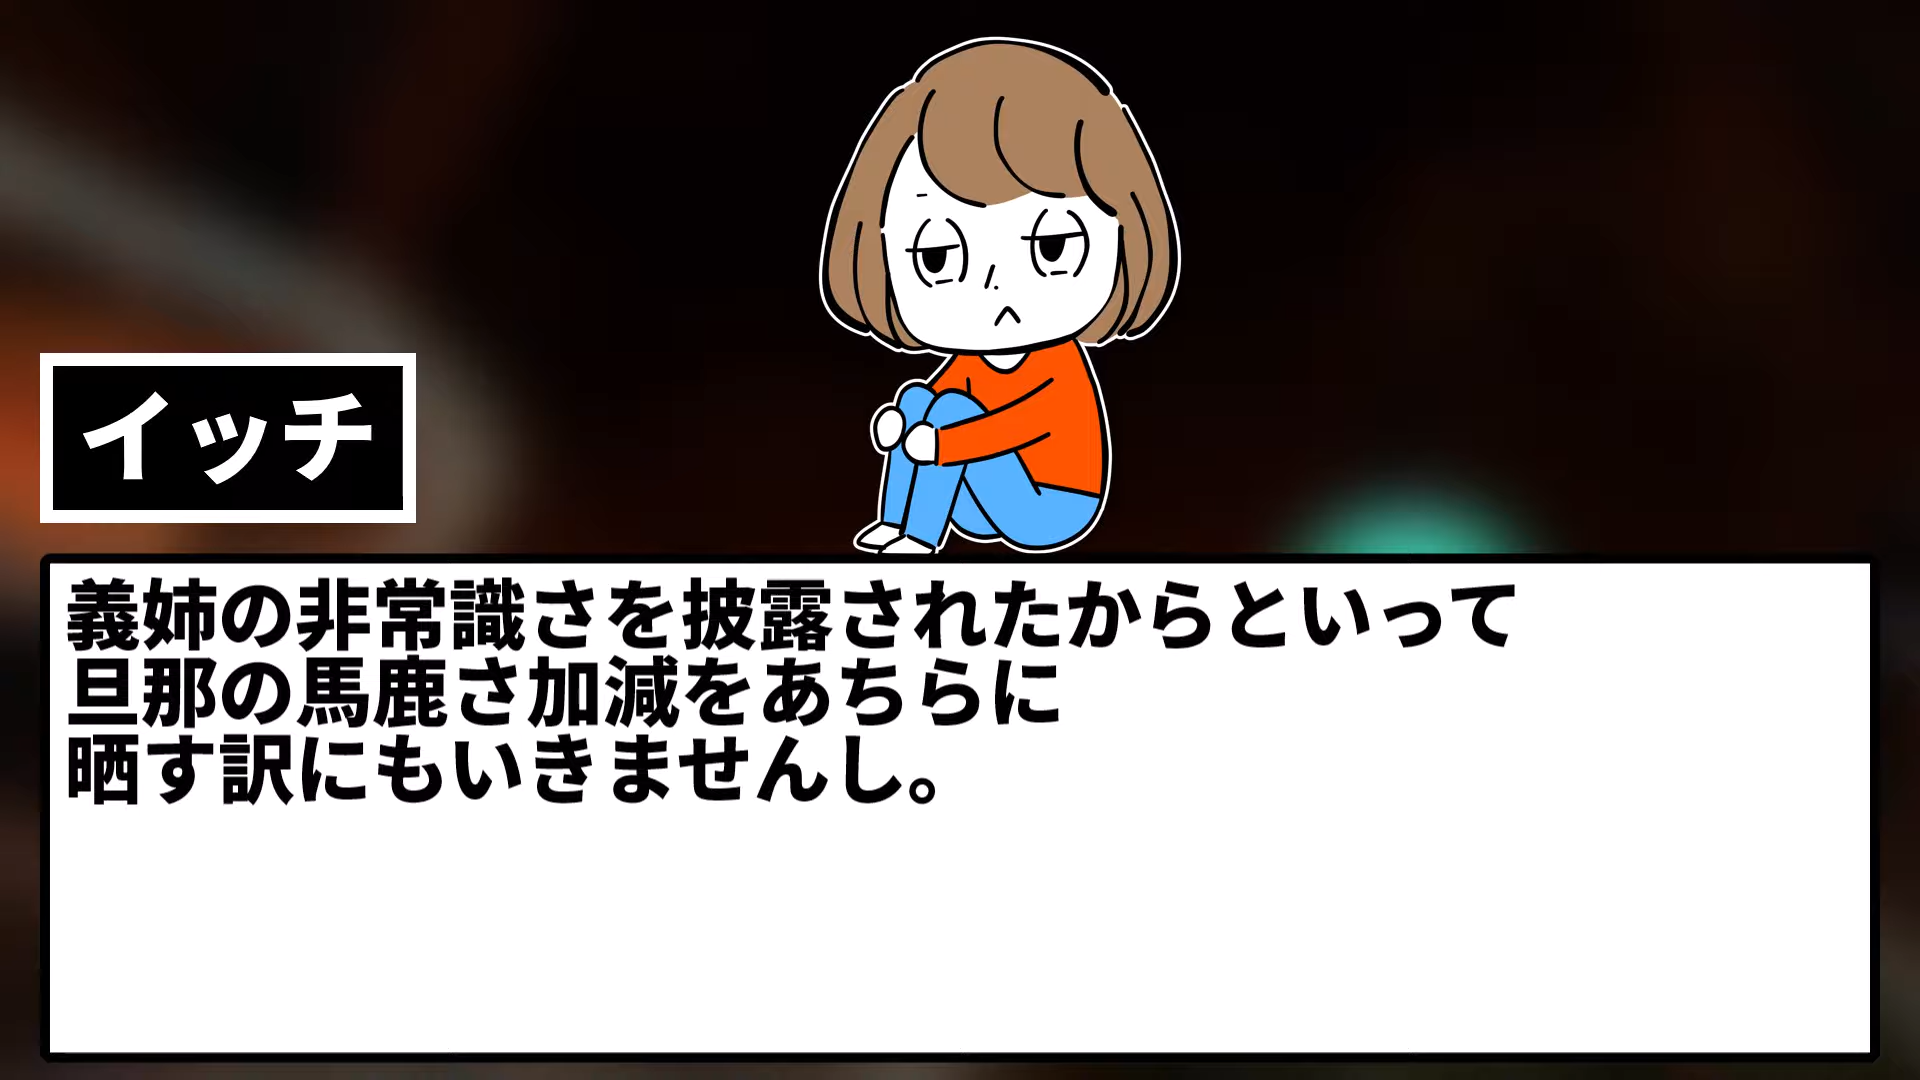 イッチ
義姉の非常識さを披露されたからといって
旦那の馬鹿さ加減をあちらに
晒す訳にもいきませんし。